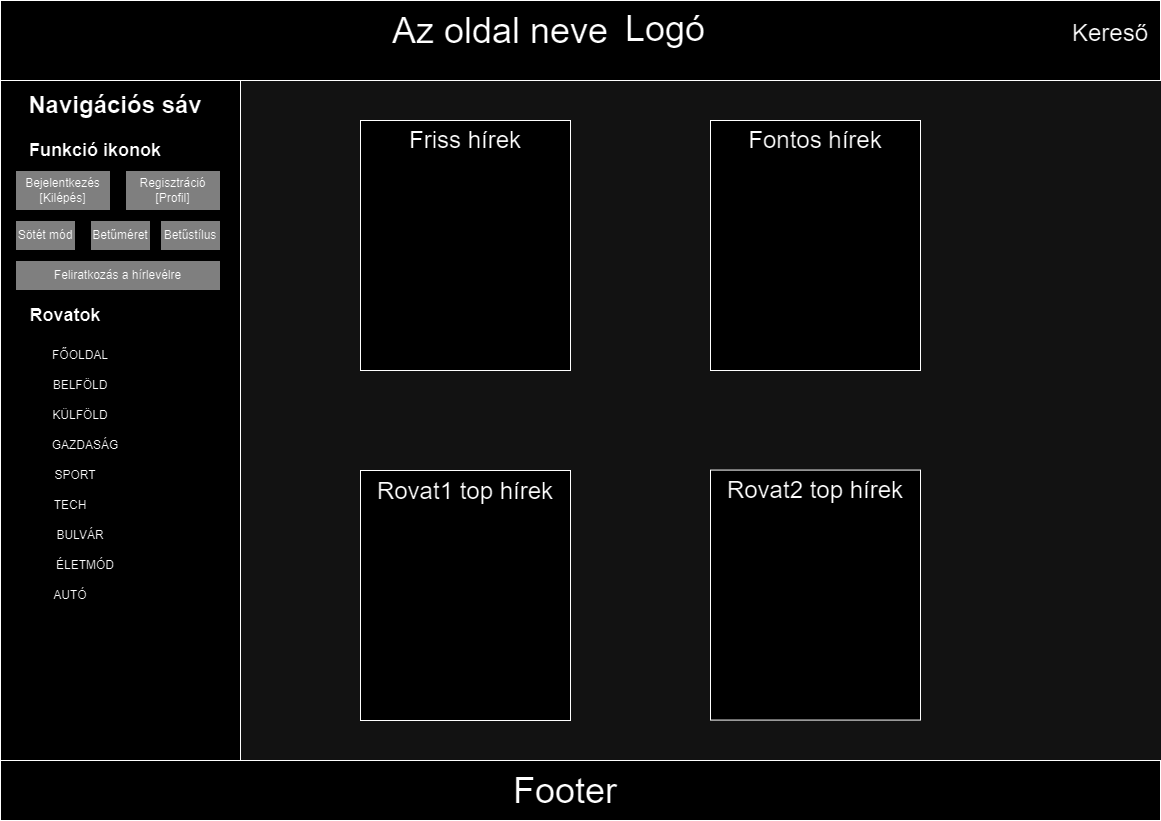 Az oldal neve Logó
Kereső
Navigációs sáv
Funkció ikonok
Bejelentkezés
[Kilépés]
Regisztráció
[Profil]
Sötét mód
Betűméret
Betűstílus
Feliratkozás a hírlevélre
Rovatok
FŐOLDAL
BELFÖLD
KÜLFÖLD
GAZDASÁG
SPORT
TECH
BULVÁR
ÉLETMÓD
AUTÓ
Friss hírek
Fontos hírek
Rovat1 top hírek
Rovat2 top hírek
Footer